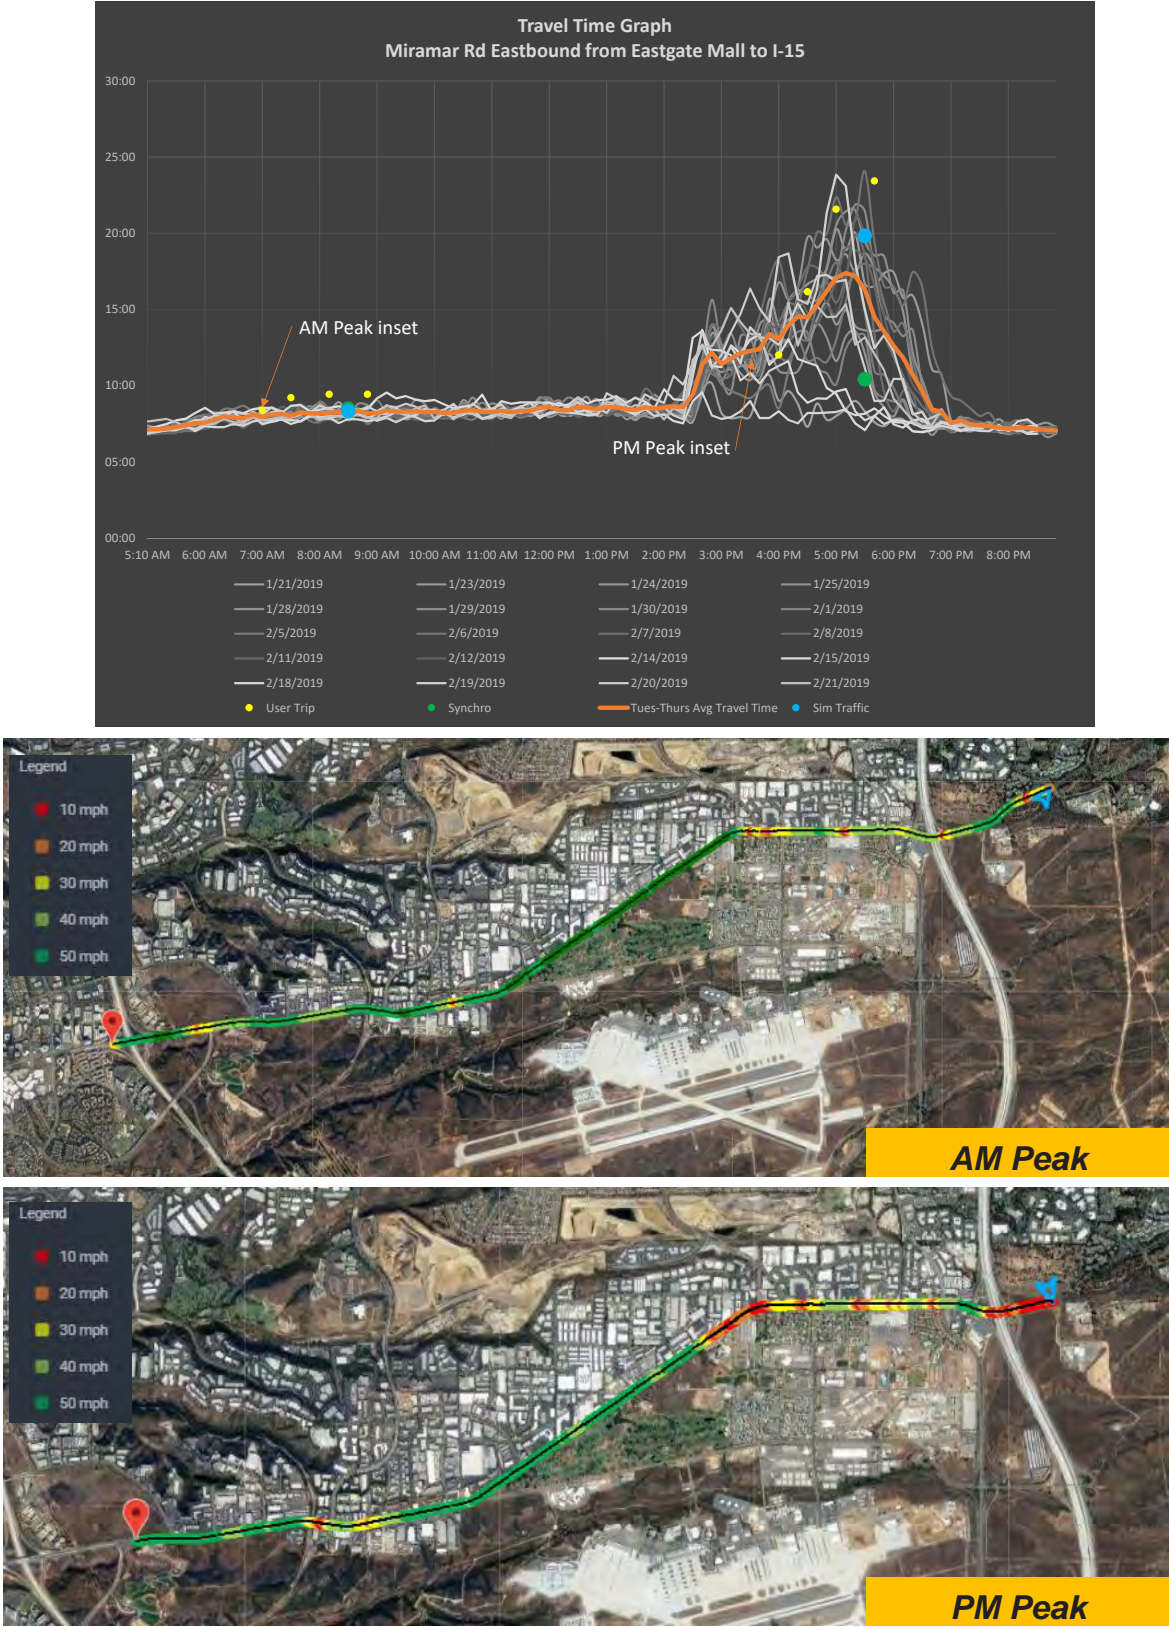 Travel Time Graph
Miramar Rd Eastbound from Eastgate Mall to I-15
30:00
25:00
20:00
15:00
10:00
05:00
00:00
AM Peak inset
PM Peak inset
5:10 AM 6:00 AM 7:00 AM 8:00 AM 9:00 AM 10:00 AM 11:00 AM 12:00 PM 1:00 PM 2:00 PM 3:00 PM 4:00 PM 5:00 PM 6:00 PM 7:00 PM 8:00 PM
1/21/2019 1/23/2019 1/24/2019 1/25/2019
1/28/2019 1/29/2019 1/30/2019 2/1/2019
2/5/2019 2/6/2019 2/7/2019 2/8/2019
2/11/2019 2/12/2019 2/14/2019 2/15/2019
2/18/2019 2/19/2019 2/20/2019 2/21/2019
User Trip Synchro Tues-Thurs Avg Travel Time Sim Traffic
Legend
10 mph
20 mph
30 mph
40 mph
50 mph
AM Peak
Legend
10 mph
20 mph
30 mph
40 mph
50 mph
PM Peak